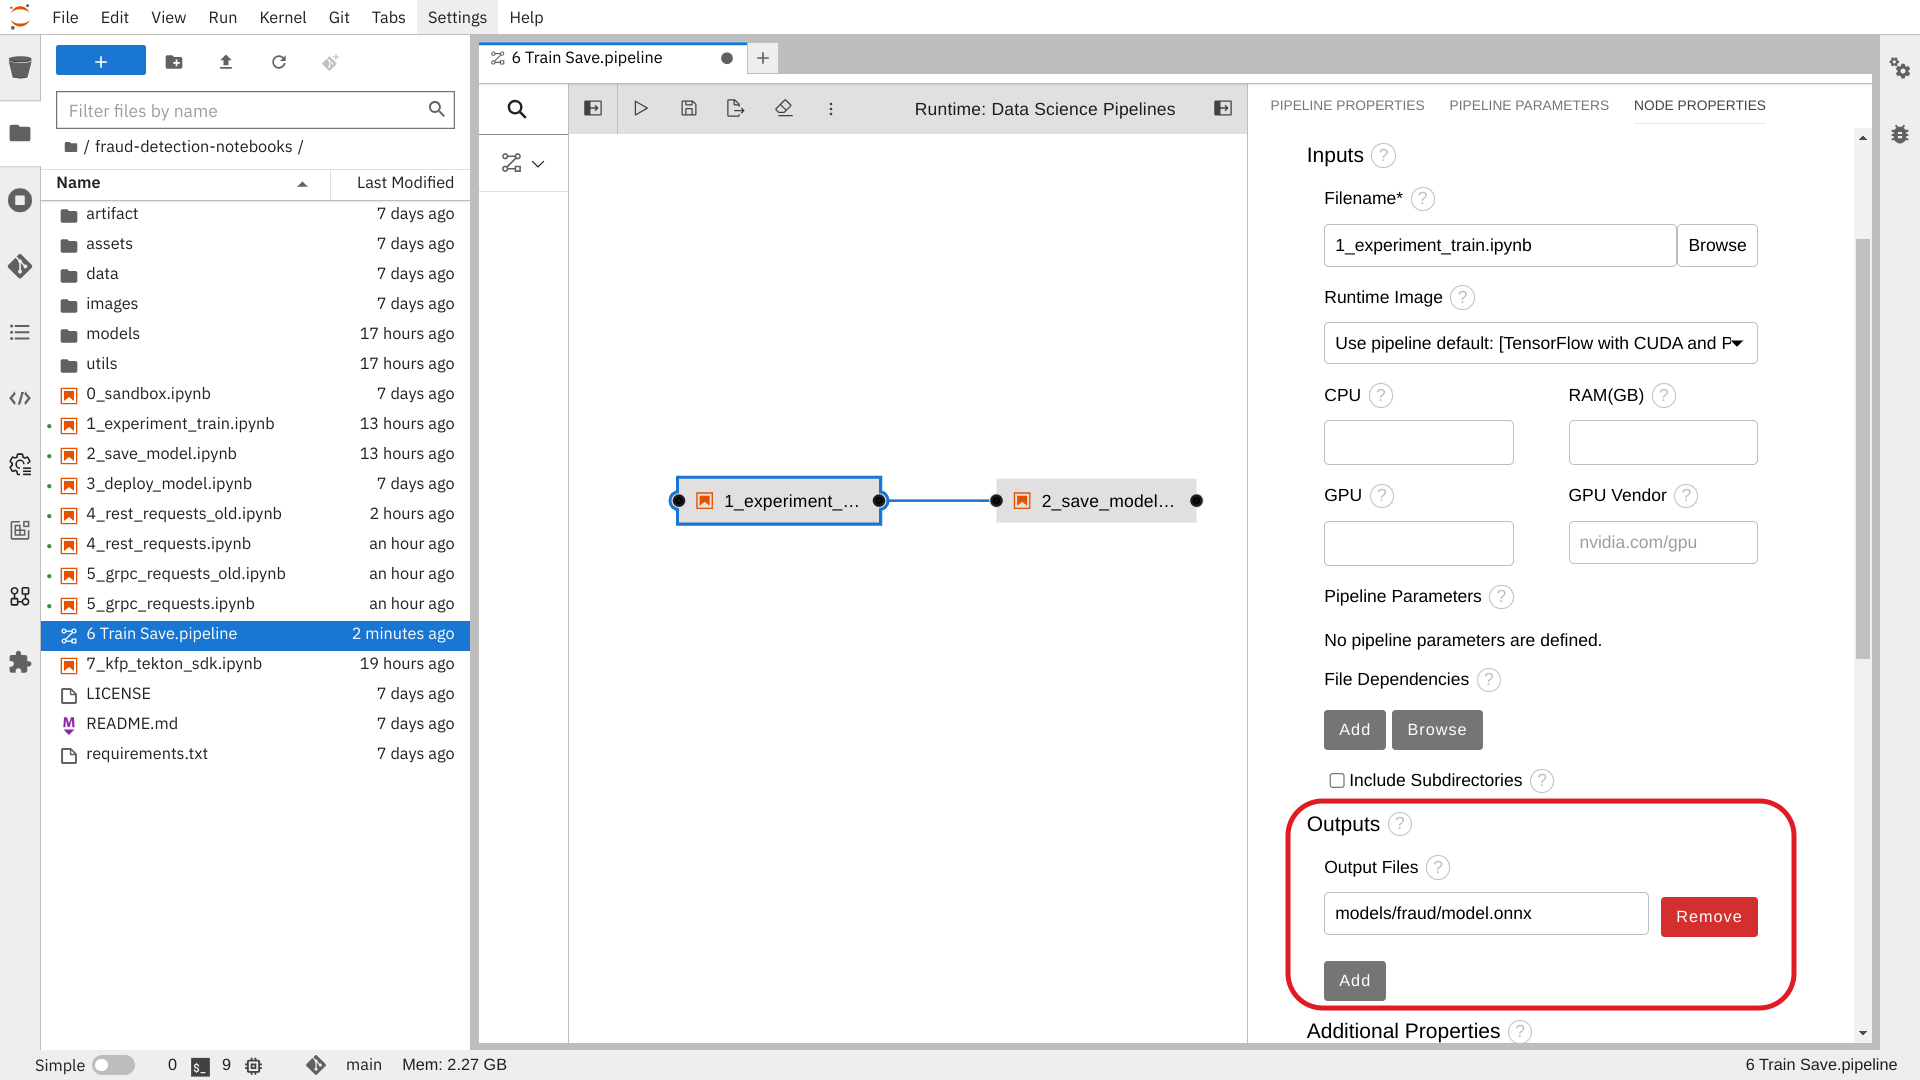 File Edit View Run Kernel Git Tabs Settings Help
+
Filter files by name
/ fraud-detection-notebooks /
Name Last Modified
artifact 7 days ago
assets 7 days ago
data 7 days ago
images 7 days ago
models 17 hours ago
utils 17 hours ago
0_sandbox.ipynb 7 days ago
1_experiment_train.ipynb 13 hours ago
2_save_model.ipynb 13 hours ago
3_deploy_model.ipynb 7 days ago
4_rest_requests_old.ipynb 2 hours ago
4_rest_requests.ipynb an hour ago
5_grpc_requests_old.ipynb an hour ago
5_grpc_requests.ipynb an hour ago
6 Train Save.pipeline 2 minutes ago
7_kfp_tekton_sdk.ipynb 19 hours ago
LICENSE 7 days ago
README.md 7 days ago
requirements.txt 7 days ago
6 Train Save.pipeline
Runtime: Data Science Pipelines
1_experiment_...
2_save_model...
PIPELINE PROPERTIES PIPELINE PARAMETERS NODE PROPERTIES
Inputs ?
Filename* ?
1_experiment_train.ipynb Browse
Runtime Image ?
Use pipeline default: [TensorFlow with CUDA and P
CPU ? RAM(GB) ?
GPU ? GPU Vendor ?
nvidia.com/gpu
Pipeline Parameters ?
No pipeline parameters are defined.
File Dependencies ?
Add Browse
Include Subdirectories ?
Outputs ?
Output Files ?
models/fraud/model.onnx Remove
Add
Additional Properties ?
Simple 0 $_ 9 main Mem: 2.27 GB 6 Train Save.pipeline